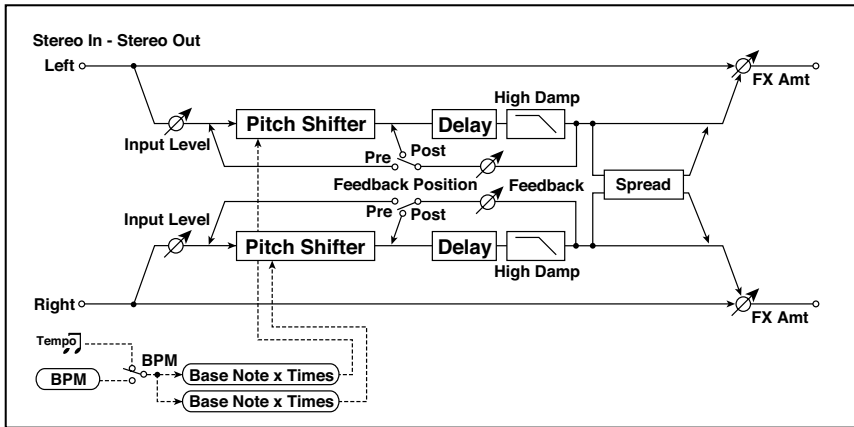 Stereo In - Stereo Out
Left
FX Amt
High Damp
Pitch Shifter
Delay
Input Level
Post
Pre
Feedback Position
Feedback
Spread
Input Level
Pre
Post
Pitch Shifter
Delay
High Damp
Right
FX Amt
Tempo
BPM
BPM
Base Note x Times
Base Note x Times